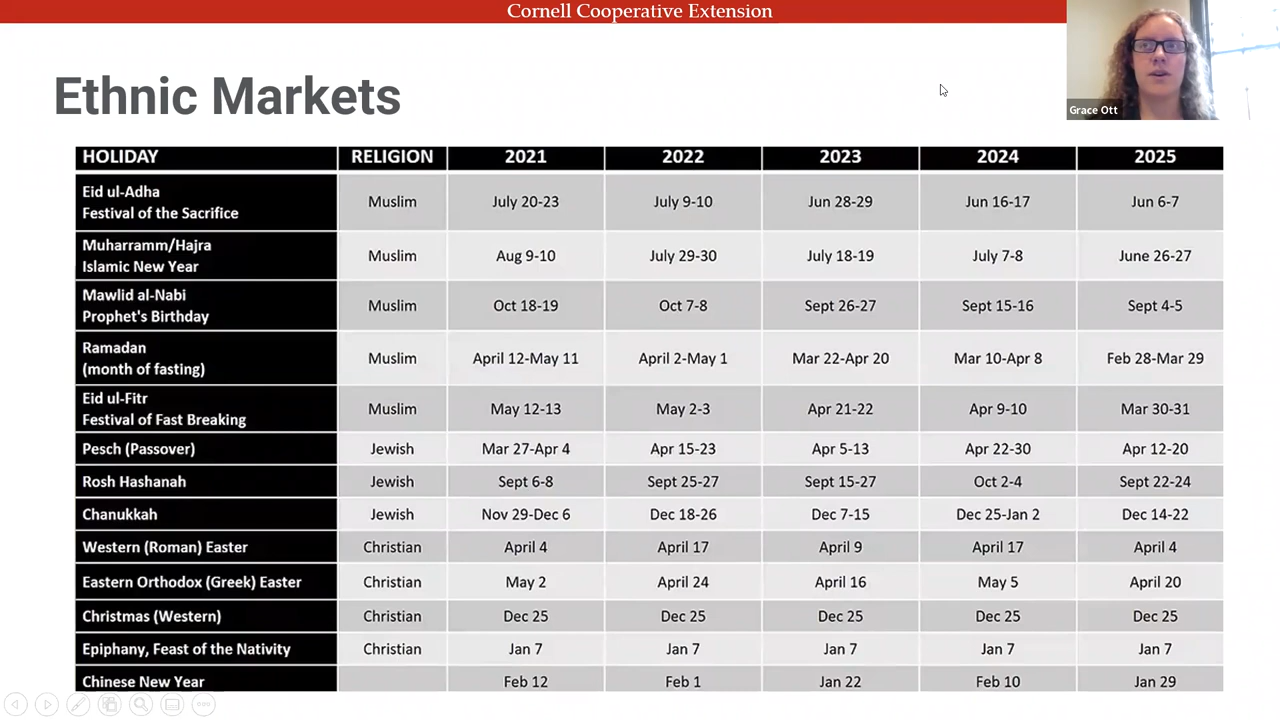 Cornell Cooperative Extension
Grace Ott
Ethnic Markets
HOLIDAY RELIGION 2021 2022 2023 2024 2025
Eid ul-Adha
Festival of the Sacrifice Muslim July 20-23 July 9-10 Jun 28-29 Jun 16-17 Jun 6-7
Muharramm/Hajra
Islamic New Year Muslim Aug 9-10 July 29-30 July 18-19 July 7-8 June 26-27
Mawlid al-Nabi
Prophet's Birthday Muslim Oct 18-19 Oct 7-8 Sept 26-27 Sept 15-16 Sept 4-5
Ramadan
(month of fasting) Muslim April 12-May 11 April 2-May 1 Mar 22-Apr 20 Mar 10-Apr 8 Feb 28-Mar 29
Eid ul-Fitr
Festival of Fast Breaking Muslim May 12-13 May 2-3 Apr 21-22 Apr 9-10 Mar 30-31
Pesch (Passover) Jewish Mar 27-Apr 4 Apr 15-23 Apr 5-13 Apr 22-30 Apr 12-20
Rosh Hashanah Jewish Sept 6-8 Sept 25-27 Sept 15-27 Oct 2-4 Sept 22-24
Chanukkah Jewish Nov 29-Dec 6 Dec 18-26 Dec 7-15 Dec 25-Jan 2 Dec 14-22
Western (Roman) Easter Christian April 4 April 17 April 9 April 17 April 4
Eastern Orthodox (Greek) Easter Christian May 2 April 24 April 16 May 5 April 20
Christmas (Western) Christian Dec 25 Dec 25 Dec 25 Dec 25 Dec 25
Epiphany, Feast of the Nativity Christian Jan 7 Jan 7 Jan 7 Jan 7 Jan 7
Chinese New Year Feb 12 Feb 1 Jan 22 Feb 10 Jan 29